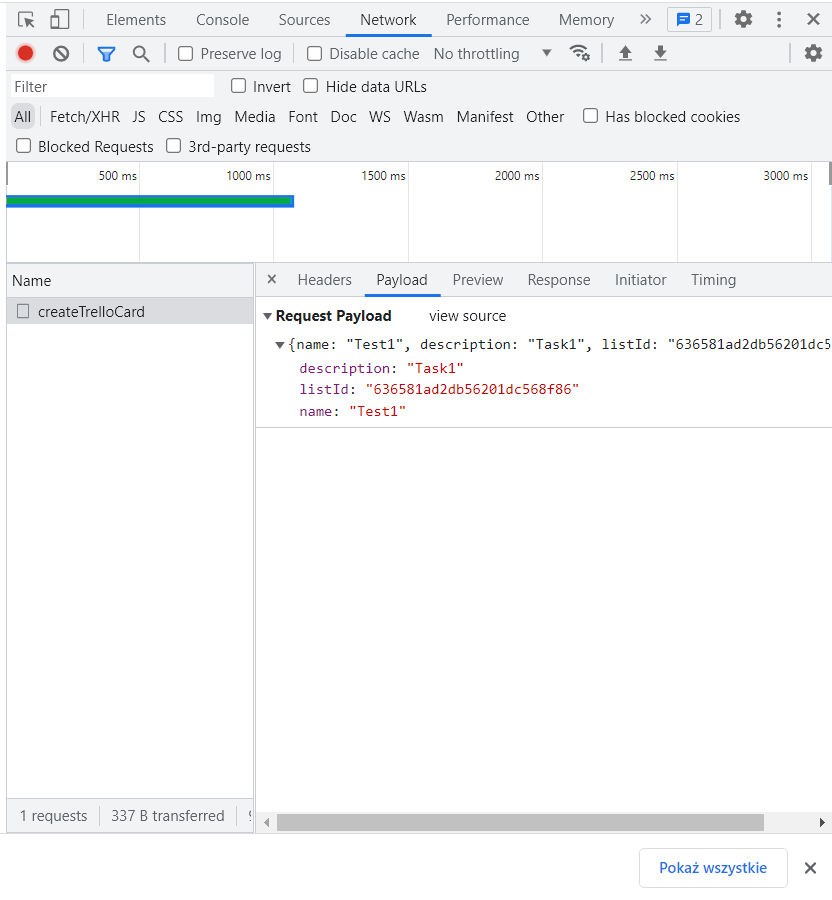 Elements Console Sources Network Performance Memory 2
Preserve log Disable cache No throttling
Filter Invert Hide data URLs
All Fetch/XHR JS CSS Img Media Font Doc WS Wasm Manifest Other Has blocked cookies
Blocked Requests 3rd-party requests
500 ms 1000 ms 1500 ms 2000 ms 2500 ms 3000 ms
Name
createTrelloCard
1 requests 337 B transferred
Headers Payload Preview Response Initiator Timing
Request Payload view source
{name: "Test1", description: "Task1", listId: "636581ad2db56201dc5
description: "Task1"
listId: "636581ad2db56201dc568f86"
name: "Test1"
Pokaż wszystkie